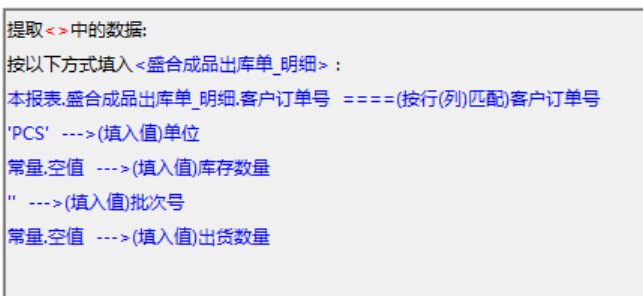 提取<>中的数据:
按以下方式填入<盛合成品出库单_明细>：
本报表.盛合成品出库单_明细.客户订单号 ====(按行(列)匹配)客户订单号
'PCS' --->(填入值)单位
常量.空值 --->(填入值)库存数量
'' --->(填入值)批次号
常量.空值 --->(填入值)出货数量